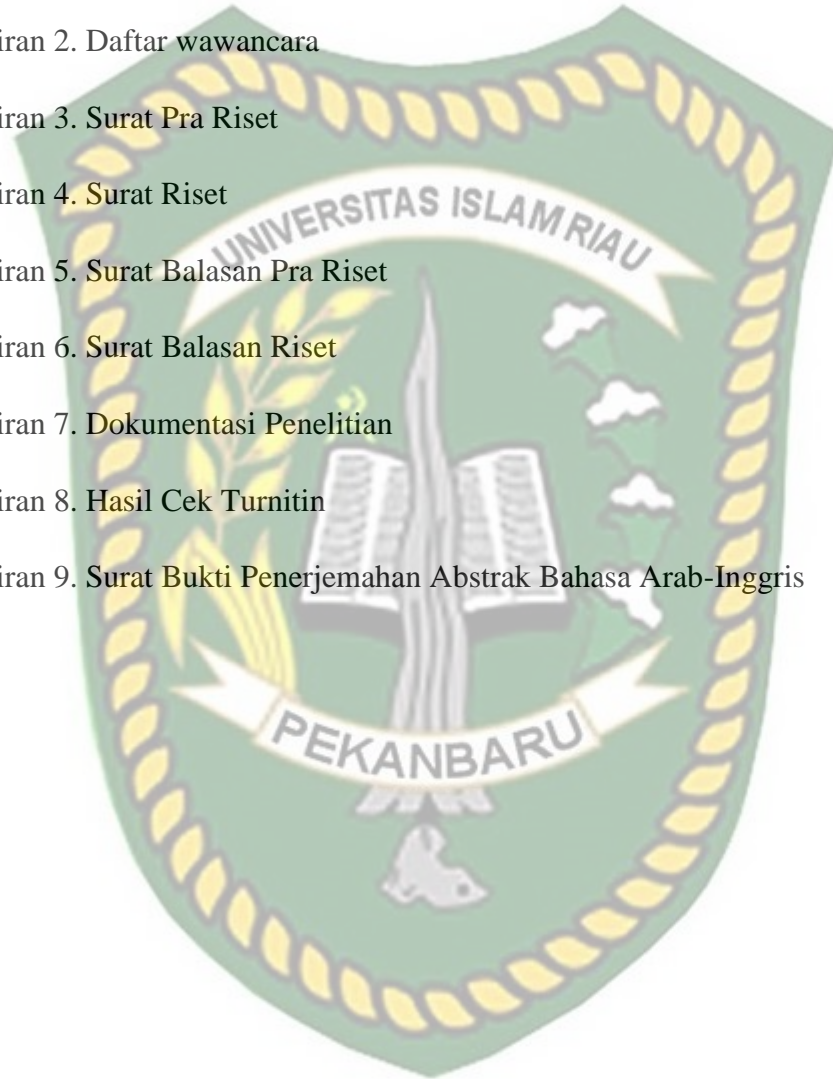 iran 2. Daftar wawancara
iran 3. Surat Pra Riset
iran 4. Surat Riset
UNIVERSITAS ISLAM RIAU
iran 5. Surat Balasan Pra Riset
iran 6. Surat Balasan Riset
iran 7. Dokumentasi Penelitian
iran 8. Hasil Cek Turnitin
iran 9. Surat Bukti Penerjemahan Abstrak Bahasa Arab-Inggris
PEKANBARU